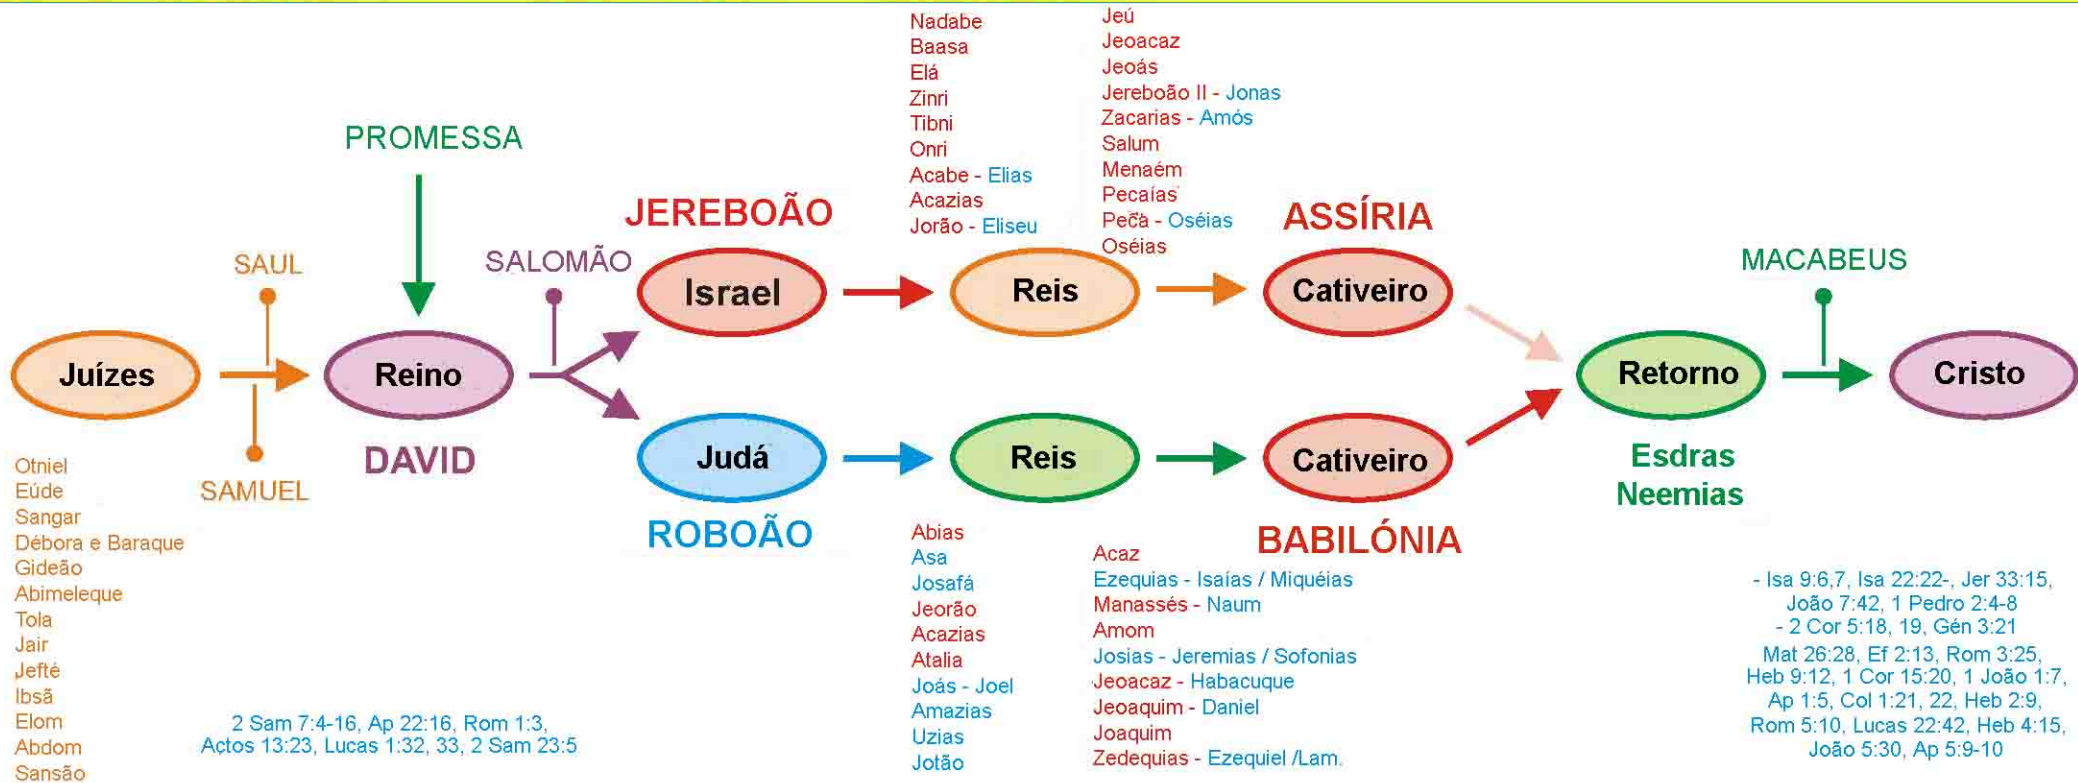 PROMESSA
SAUL
Juízes
SAMUEL
Otniel
Eúde
Sangar
Débora e Baraque
Gideão
Abimeleque
Tola
Jair
Jefté
Ibsã
Elom
Abdom
Sansão
Reino
DAVID
2 Sam 7:4-16, Ap 22:16, Rom 1:3,
Actos 13:23, Lucas 1:32, 33, 2 Sam 23:5
SALOMÃO
JEREBOÃO
Israel
Nadabe
Baasa
Elá
Zinri
Tibni
Onri
Acabe - Elias
Acazias
Jorão - Eliseu
Jeú
Jeoacaz
Jeoás
Jereboão II - Jonas
Zacarias - Amós
Salum
Menaém
Pecaías
Peca - Oséias
Oséias
Reis
ASSÍRIA
Cativeiro
Judá
ROBOÃO
Reis
Abias
Asa
Josafá
Jeorão
Acazias
Atalia
Joás - Joel
Amazias
Uzias
Jotão
Acaz
Ezequias - Isaías / Miquéias
Manassés - Naum
Amom
Josias - Jeremias / Sofonias
Jeoacaz - Habacuque
Jeoaquim - Daniel
Joaquim
Zedequias - Ezequiel /Lam.
Cativeiro
BABILÓNIA
Retorno
Esdras
Neemias
MACABEUS
Cristo
- Isa 9:6,7, Isa 22:22-, Jer 33:15,
João 7:42, 1 Pedro 2:4-8
- 2 Cor 5:18, 19, Gén 3:21
Mat 26:28, Ef 2:13, Rom 3:25,
Heb 9:12, 1 Cor 15:20, 1 João 1:7,
Ap 1:5, Col 1:21, 22, Heb 2:9,
Rom 5:10, Lucas 22:42, Heb 4:15,
João 5:30, Ap 5:9-10